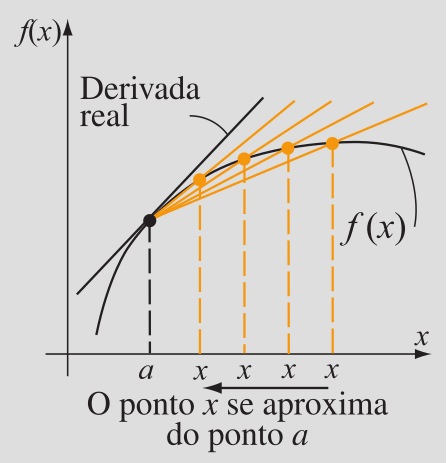 f(x)
Derivada
real
f(x)
x
a x x x x
O ponto x se aproxima
do ponto a